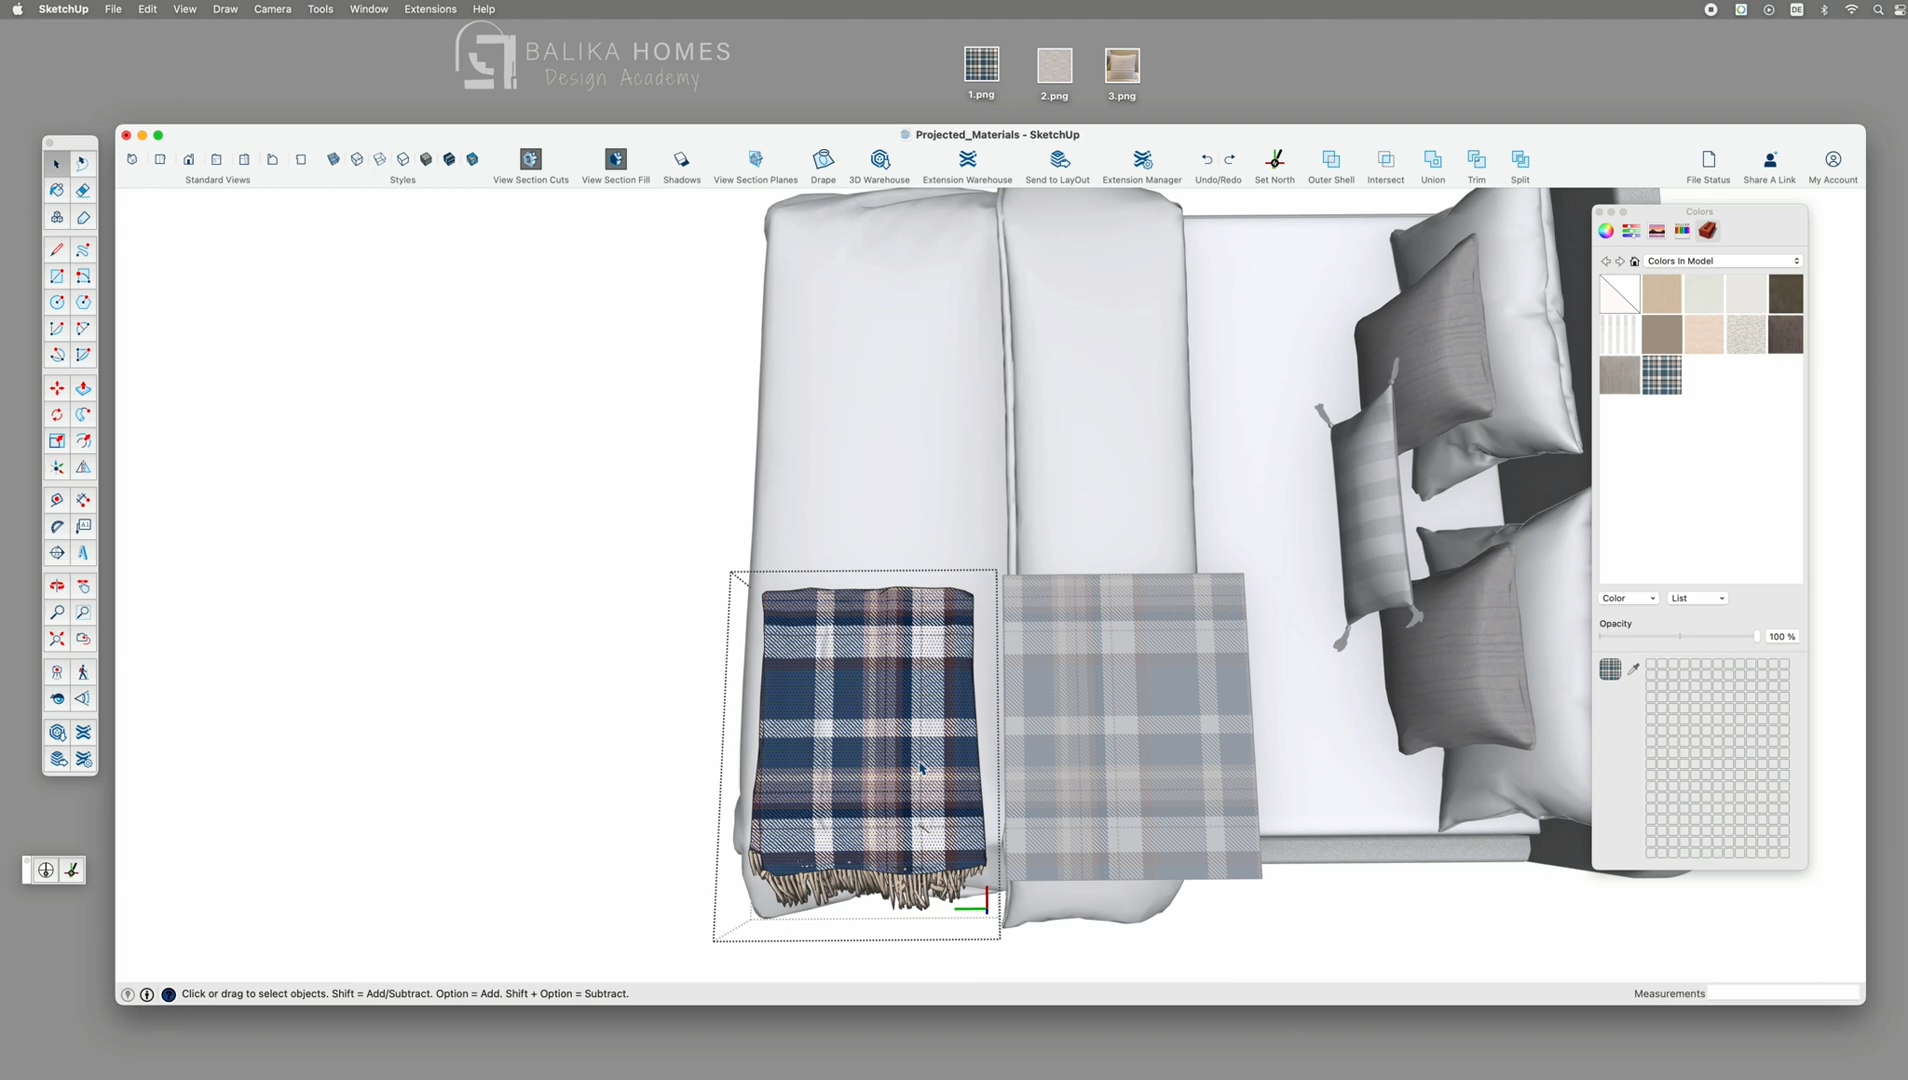 SketchUp File Edit View Draw Camera Tools Window Extensions Help DE
BALIKA HOMES
Design Academy
1.png 2.png 3.png
Projected_Materials - SketchUp
Standard Views Styles View Section Cuts View Section Fill Shadows View Section Planes Drape 3D Warehouse Extension Warehouse Send to LayOut Extension Manager Undo/Redo Set North Outer Shell Intersect Union Trim Split File Status Share A Link My Account
Colors
Colors In Model
Color List
Opacity
100 %
A1
A
Click or drag to select objects. Shift = Add/Subtract. Option = Add. Shift + Option = Subtract.
Measurements